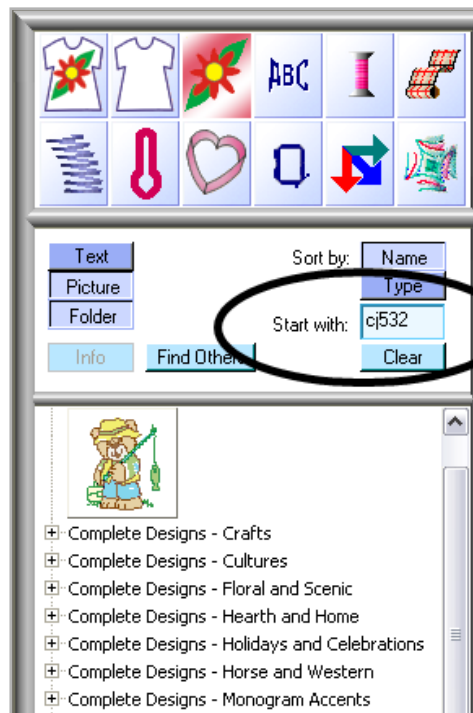 ABC
Text
Sort by: Name
Picture
Type
Folder
Start with: cj532
Info
Find Others
Clear
Complete Designs - Crafts
Complete Designs - Cultures
Complete Designs - Floral and Scenic
Complete Designs - Hearth and Home
Complete Designs - Holidays and Celebrations
Complete Designs - Horse and Western
Complete Designs - Monogram Accents